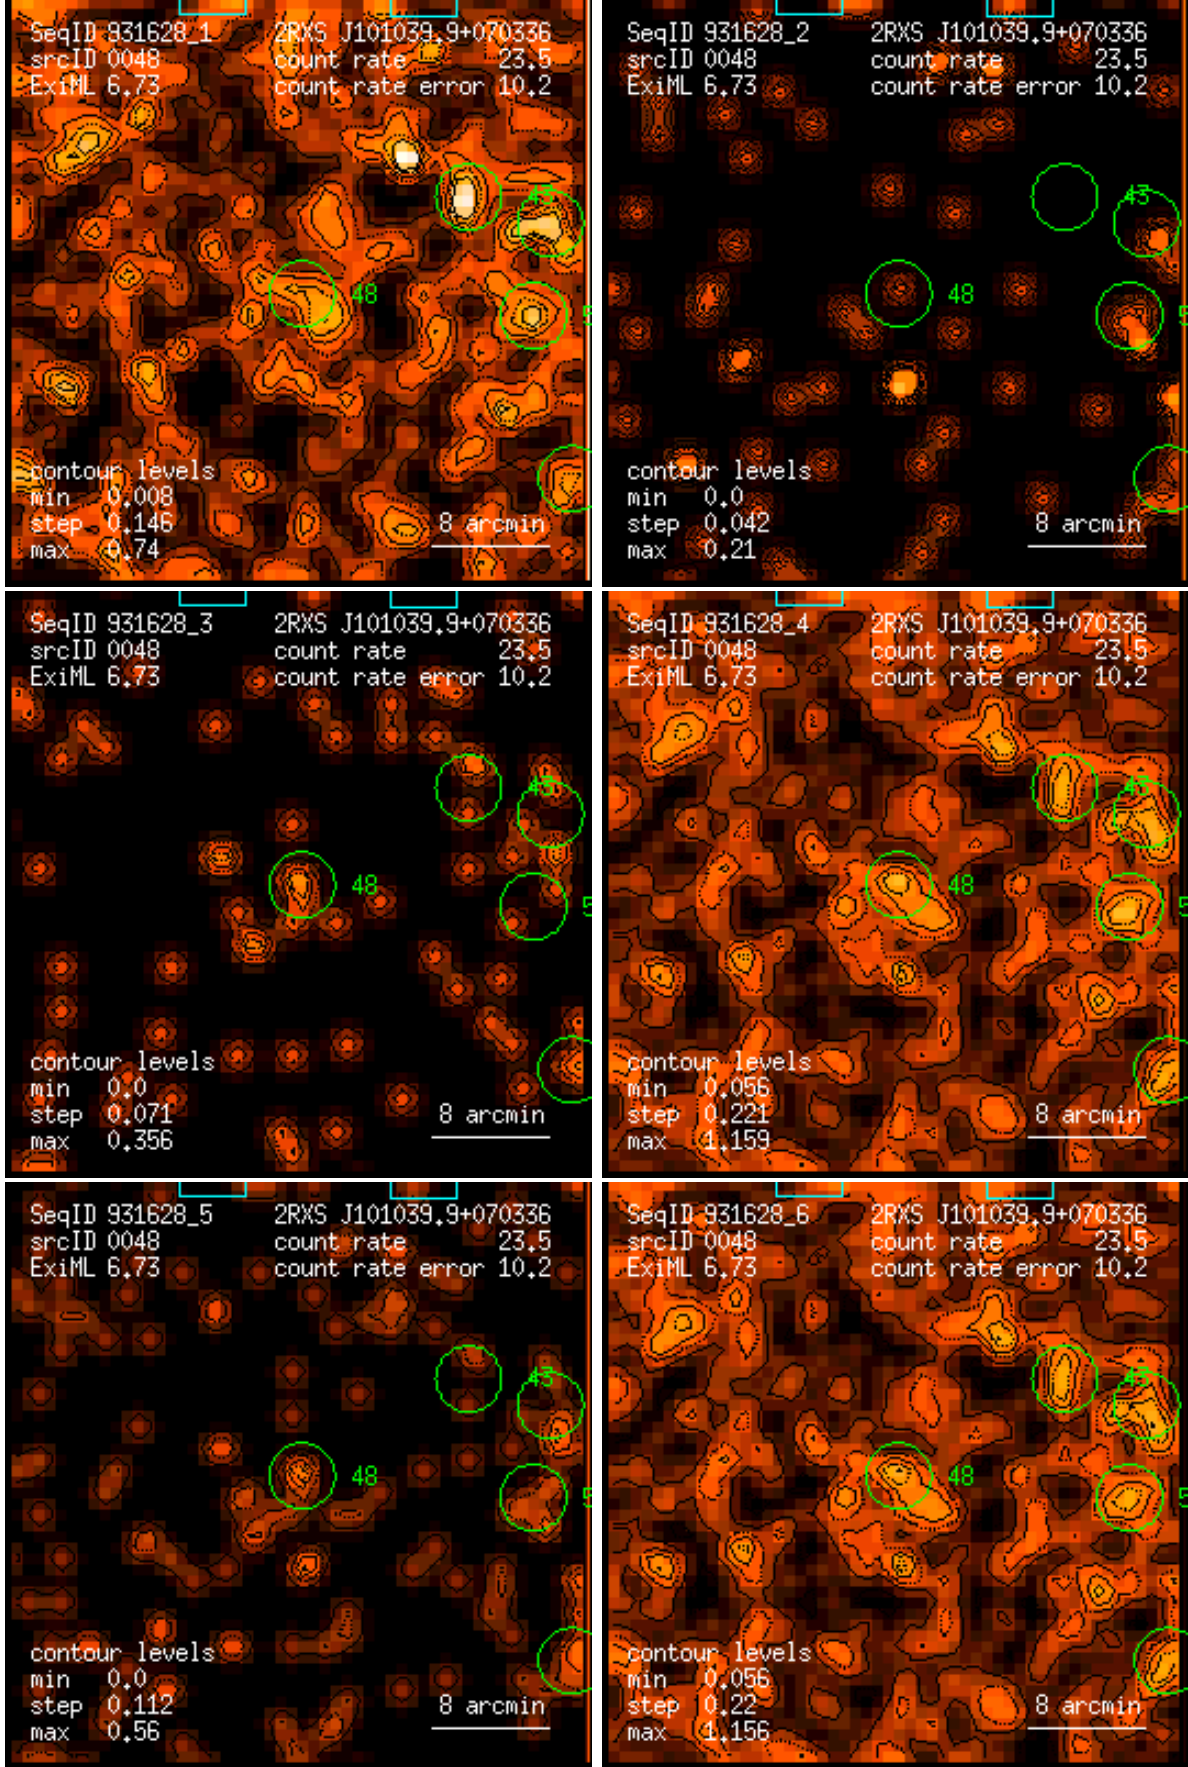 SeqID 931628_1 2RXS J101039.9+070336
srcID 0048 count rate 23.5
ExiML 6.73 count rate error 10.2
43
48
5
contour levels
min 0.008
step 0.146
max 0.74
8 arcmin
SeqID 931628_2 2RXS J101039.9+070336
srcID 0048 count rate 23.5
ExiML 6.73 count rate error 10.2
43
48
5
contour levels
min 0.0
step 0.042
max 0.21
8 arcmin
SeqID 931628_3 2RXS J101039.9+070336
srcID 0048 count rate 23.5
ExiML 6.73 count rate error 10.2
43
48
5
contour levels
min 0.0
step 0.071
max 0.356
8 arcmin
SeqID 931628_4 2RXS J101039.9+070336
srcID 0048 count rate 23.5
ExiML 6.73 count rate error 10.2
43
48
5
contour levels
min 0.056
step 0.221
max 1.159
8 arcmin
SeqID 931628_5 2RXS J101039.9+070336
srcID 0048 count rate 23.5
ExiML 6.73 count rate error 10.2
43
48
5
contour levels
min 0.0
step 0.112
max 0.56
8 arcmin
SeqID 931628_6 2RXS J101039.9+070336
srcID 0048 count rate 23.5
ExiML 6.73 count rate error 10.2
43
48
5
contour levels
min 0.056
step 0.22
max 1.156
8 arcmin